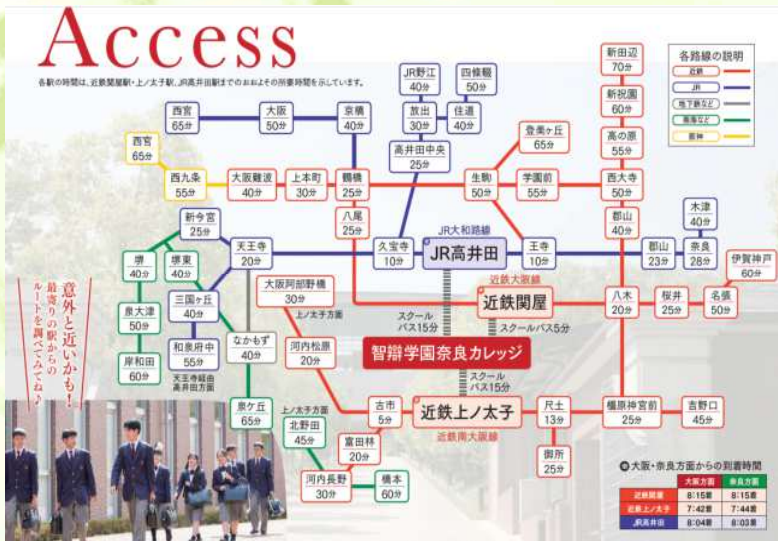 Access
各駅の時間は、近鉄関屋駅・上ノ太子駅、JR高井田駅までのおおよその所要時間を示しています。
各路線の説明
近鉄
JR
地下鉄など
南海など
阪神
新田辺
70分
新祝園
60分
高の原
55分
西大寺
50分
郡山
40分
JR野江
40分
四條畷
50分
放出
30分
住道
40分
高井田中央
25分
登美ヶ丘
65分
西宮
65分
大阪
50分
京橋
40分
西宮
65分
西九条
55分
大阪難波
40分
上本町
30分
鶴橋
25分
生駒
50分
学園前
55分
八尾
25分
新今宮
25分
天王寺
20分
久宝寺
10分
JR大和路線
JR高井田
王寺
10分
郡山
23分
奈良
28分
木津
40分
伊賀神戸
60分
堺
40分
堺東
40分
三国ヶ丘
40分
泉大津
50分
岸和田
60分
和泉府中
55分
天王寺経由
高井田方面
なかもず
40分
泉ケ丘
65分
大阪阿部野橋
30分
上ノ太子方面
河内松原
20分
近鉄大阪線
近鉄関屋
八木
20分
桜井
25分
名張
50分
スクール
バス15分
スクールバス5分
智辯学園奈良カレッジ
スクール
バス15分
古市
5分
近鉄上ノ太子
近鉄南大阪線
尺土
13分
橿原神宮前
25分
吉野口
45分
御所
25分
上ノ太子方面
北野田
45分
富田林
20分
河内長野
30分
橋本
60分
意外と近いかも!
最寄りの駅からの
ルートを調べてみてね♪
大阪・奈良方面からの到着時間
大阪方面 奈良方面
近鉄関屋 8:15着 8:15着
近鉄上ノ太子 7:42着 7:44着
JR高井田 8:04着 8:03着